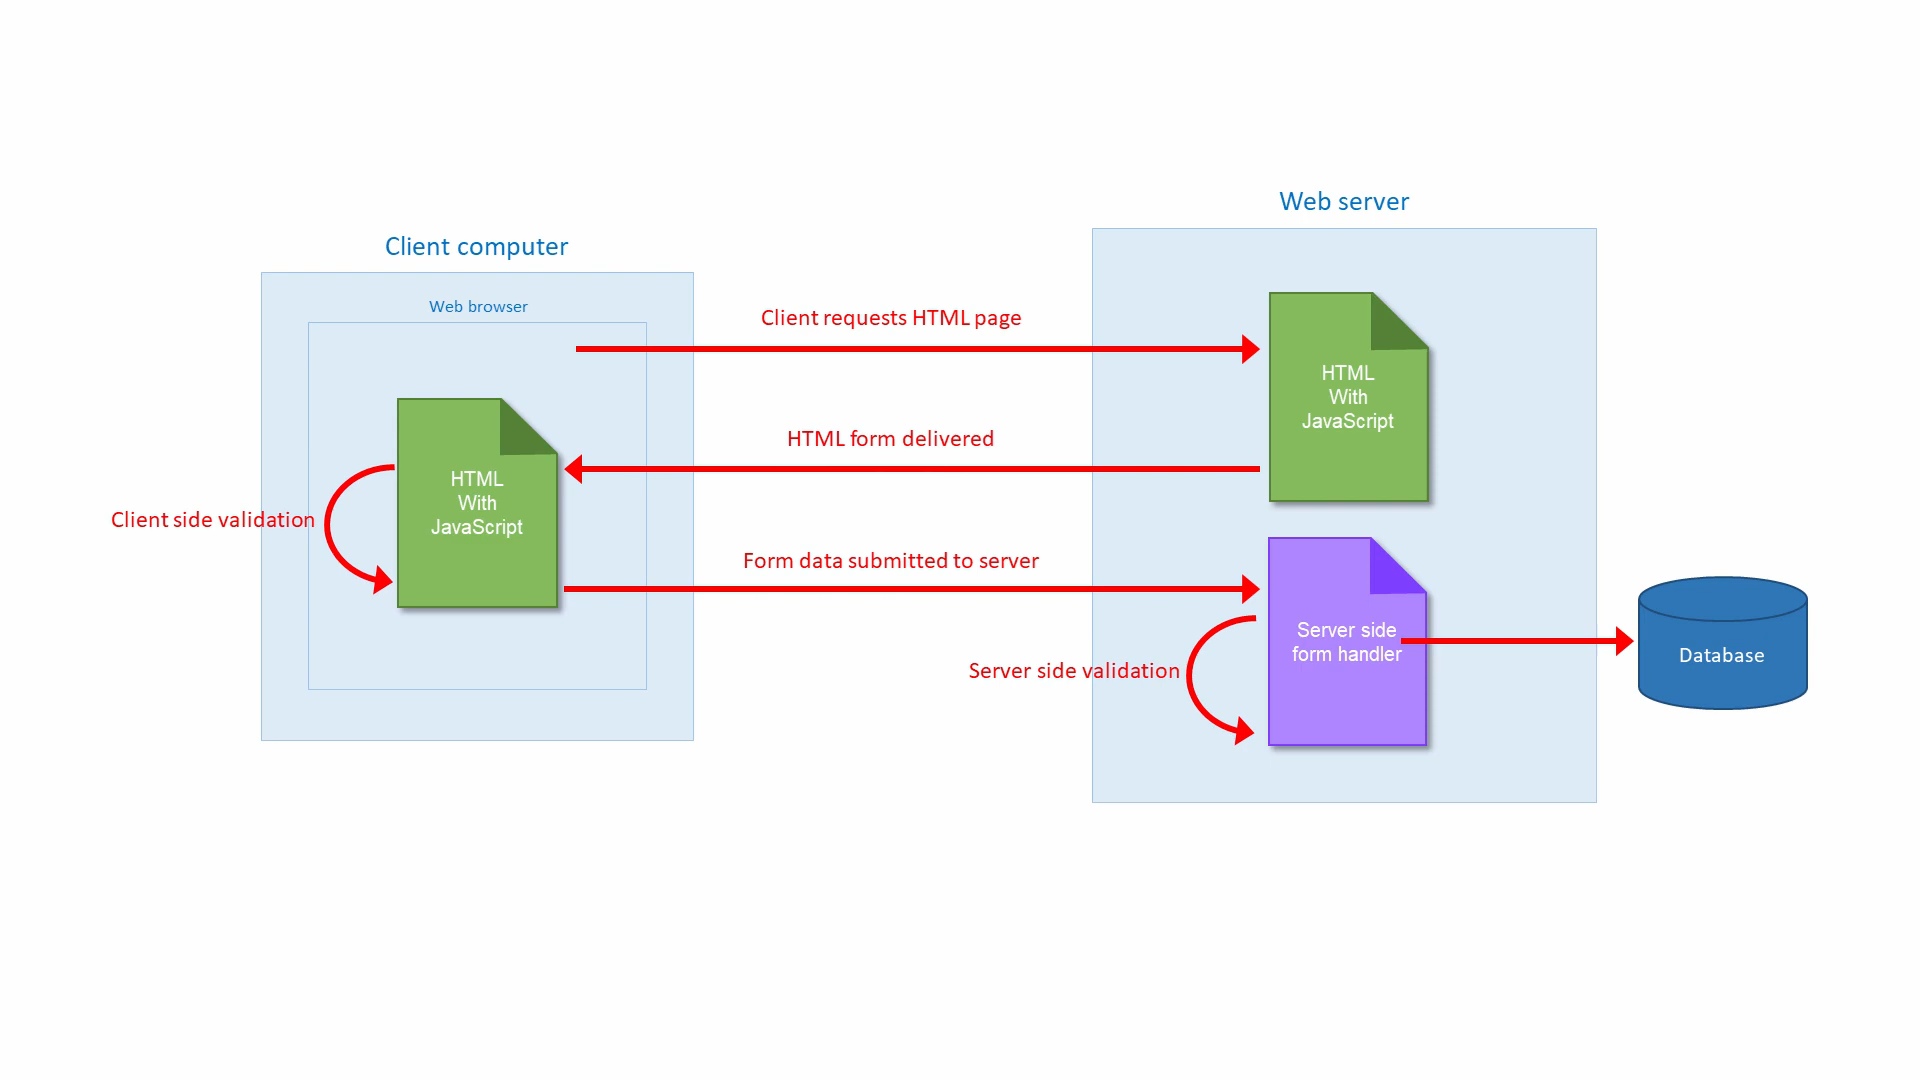 Web server
Client computer
Web browser
Client requests HTML page
HTML
With
JavaScript
HTML form delivered
HTML
With
JavaScript
Client side validation
Form data submitted to server
Server side
form handler
Server side validation
Database